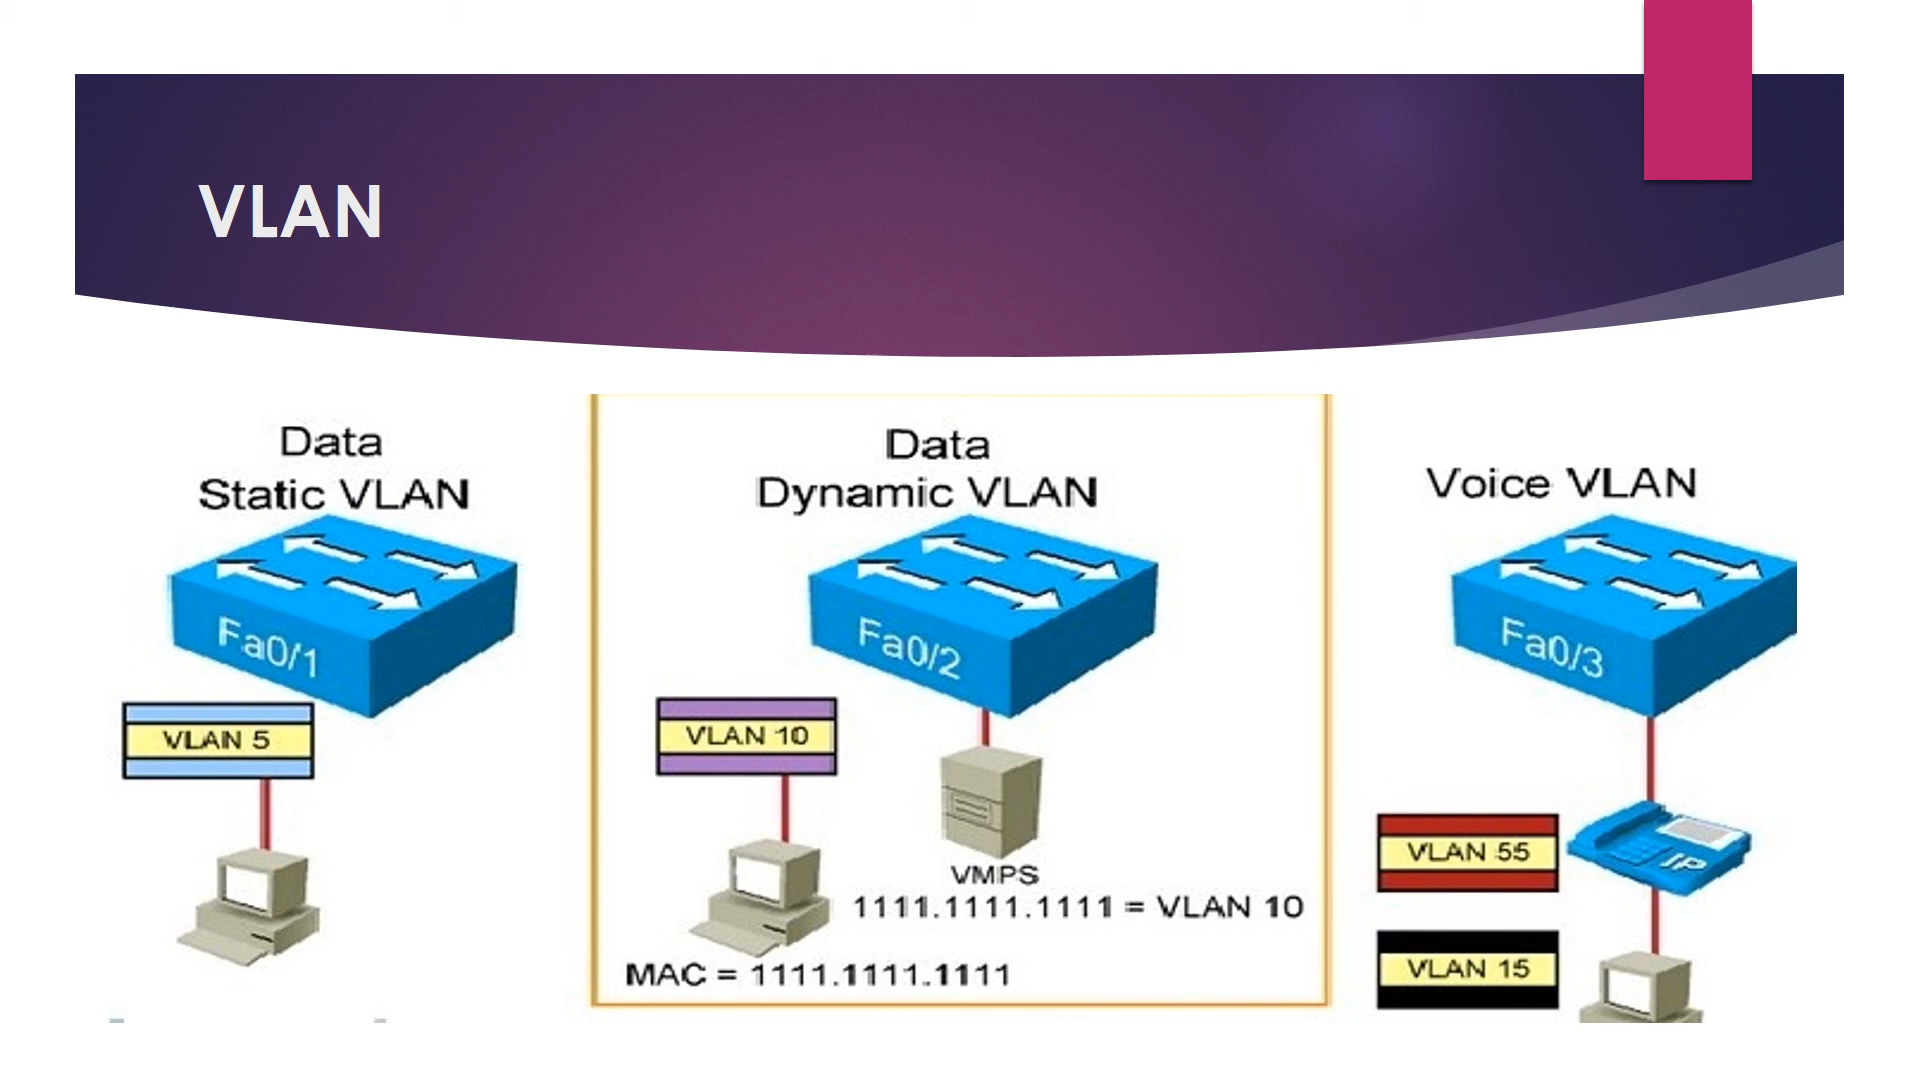 VLAN
Data
Static VLAN
Fa0/1
VLAN 5
Data
Dynamic VLAN
Fa0/2
VLAN 10
VMPS
1111.1111.1111 = VLAN 10
MAC = 1111.1111.1111
Voice VLAN
Fa0/3
VLAN 55
IP
VLAN 15